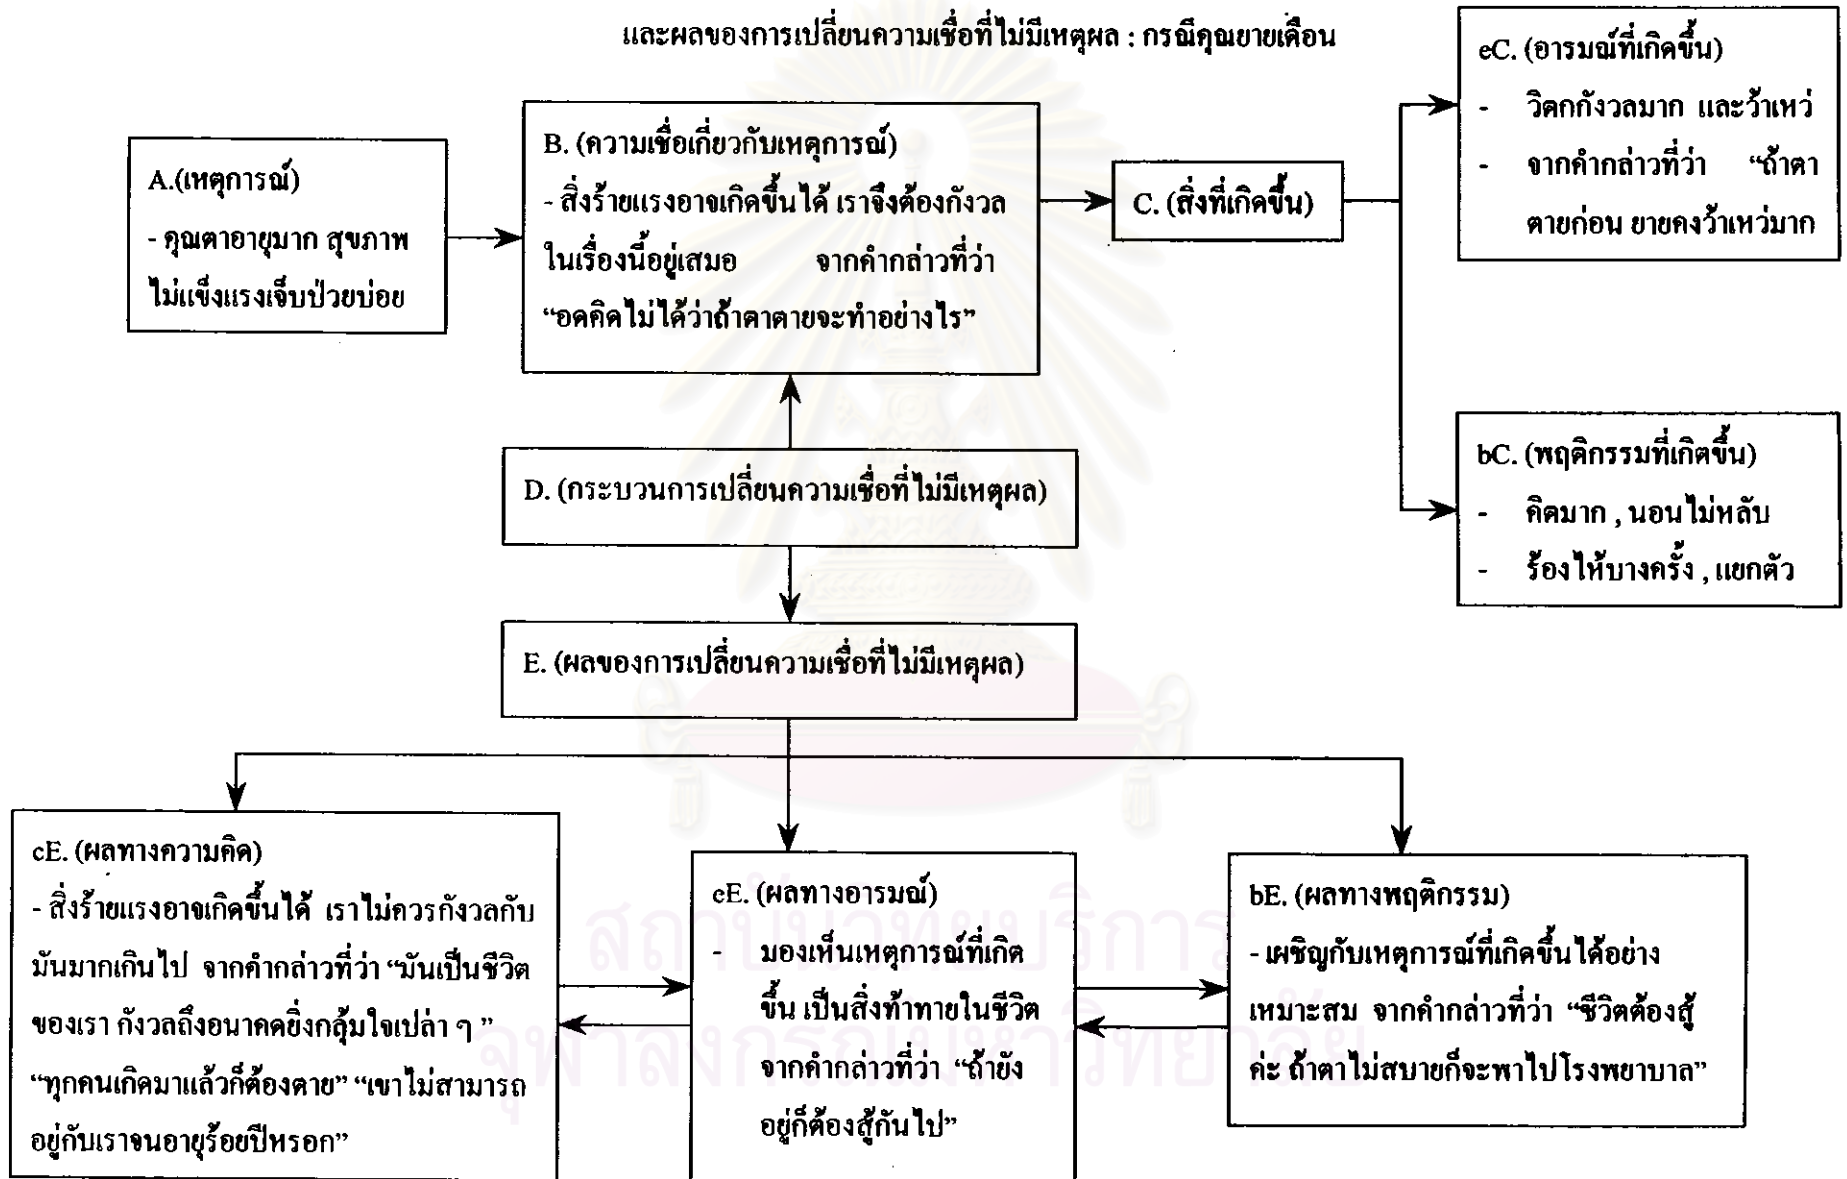 และผลของการเปลี่ยนความเชื่อที่ไม่มีเหตุผล : กรณีคุณยายเดือน
A.(เหตุการณ์)
- คุณตาอายุมาก สุขภาพ
ไม่แข็งแรงเจ็บป่วยบ่อย
B. (ความเชื่อเกี่ยวกับเหตุการณ์)
- สิ่งร้ายแรงอาจเกิดขึ้นได้ เราจึงต้องกังวล
ในเรื่องนี้อยู่เสมอ จากคำกล่าวที่ว่า
“อดคิดไม่ได้ว่าถ้าตาตายจะทำอย่างไร”
C. (สิ่งที่เกิดขึ้น)
eC. (อารมณ์ที่เกิดขึ้น)
- วิตกกังวลมาก และว้าเหว่
- จากคำกล่าวที่ว่า “ถ้าตา
ตายก่อน ยายคงว้าเหว่มาก
bC. (พฤติกรรมที่เกิดขึ้น)
- คิดมาก , นอนไม่หลับ
- ร้องไห้บางครั้ง , แยกตัว
D. (กระบวนการเปลี่ยนความเชื่อที่ไม่มีเหตุผล)
E. (ผลของการเปลี่ยนความเชื่อที่ไม่มีเหตุผล)
cE. (ผลทางความคิด)
- สิ่งร้ายแรงอาจเกิดขึ้นได้ เราไม่ควรกังวลกับ
มันมากเกินไป จากคำกล่าวที่ว่า “มันเป็นชีวิต
ของเรา กังวลถึงอนาคตยิ่งกลุ้มใจเปล่า ๆ ”
“ทุกคนเกิดมาแล้วก็ต้องตาย” “เขาไม่สามารถ
อยู่กับเราจนอายุร้อยปีหรอก”
eE. (ผลทางอารมณ์)
- มองเห็นเหตุการณ์ที่เกิด
ขึ้น เป็นสิ่งท้าทายในชีวิต
จากคำกล่าวที่ว่า “ถ้ายัง
อยู่ก็ต้องสู้กันไป”
bE. (ผลทางพฤติกรรม)
- เผชิญกับเหตุการณ์ที่เกิดขึ้นได้อย่าง
เหมาะสม จากคำกล่าวที่ว่า “ชีวิตต้องสู้
ค่ะ ถ้าตาไม่สบายก็จะพาไปโรงพยาบาล”
สถาบันวิทยบริการ
จุฬาลงกรณ์มหาวิทยาลัย